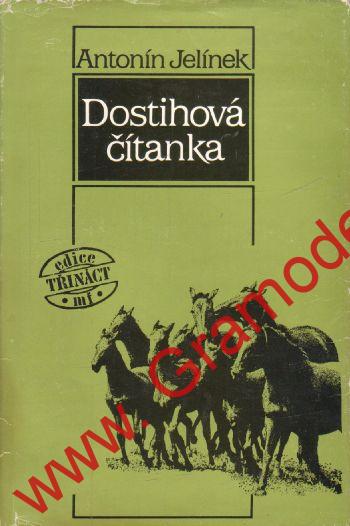 Antonín Jelínek
Dostihová
čítanka
edice
TŘINÁCT
mf
www.Gramode